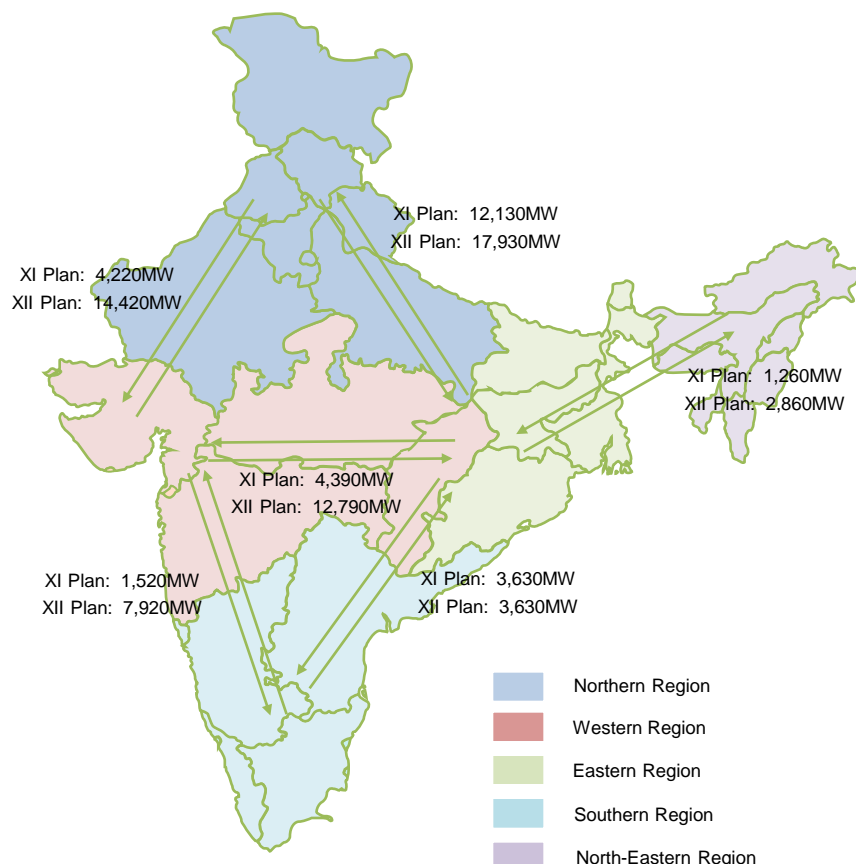 XI Plan: 12,130MW
XII Plan: 17,930MW
XI Plan: 4,220MW
XII Plan: 14,420MW
XI Plan: 1,260MW
XII Plan: 2,860MW
XI Plan: 4,390MW
XII Plan: 12,790MW
XI Plan: 1,520MW
XII Plan: 7,920MW
XI Plan: 3,630MW
XII Plan: 3,630MW
Northern Region
Western Region
Eastern Region
Southern Region
North-Eastern Region